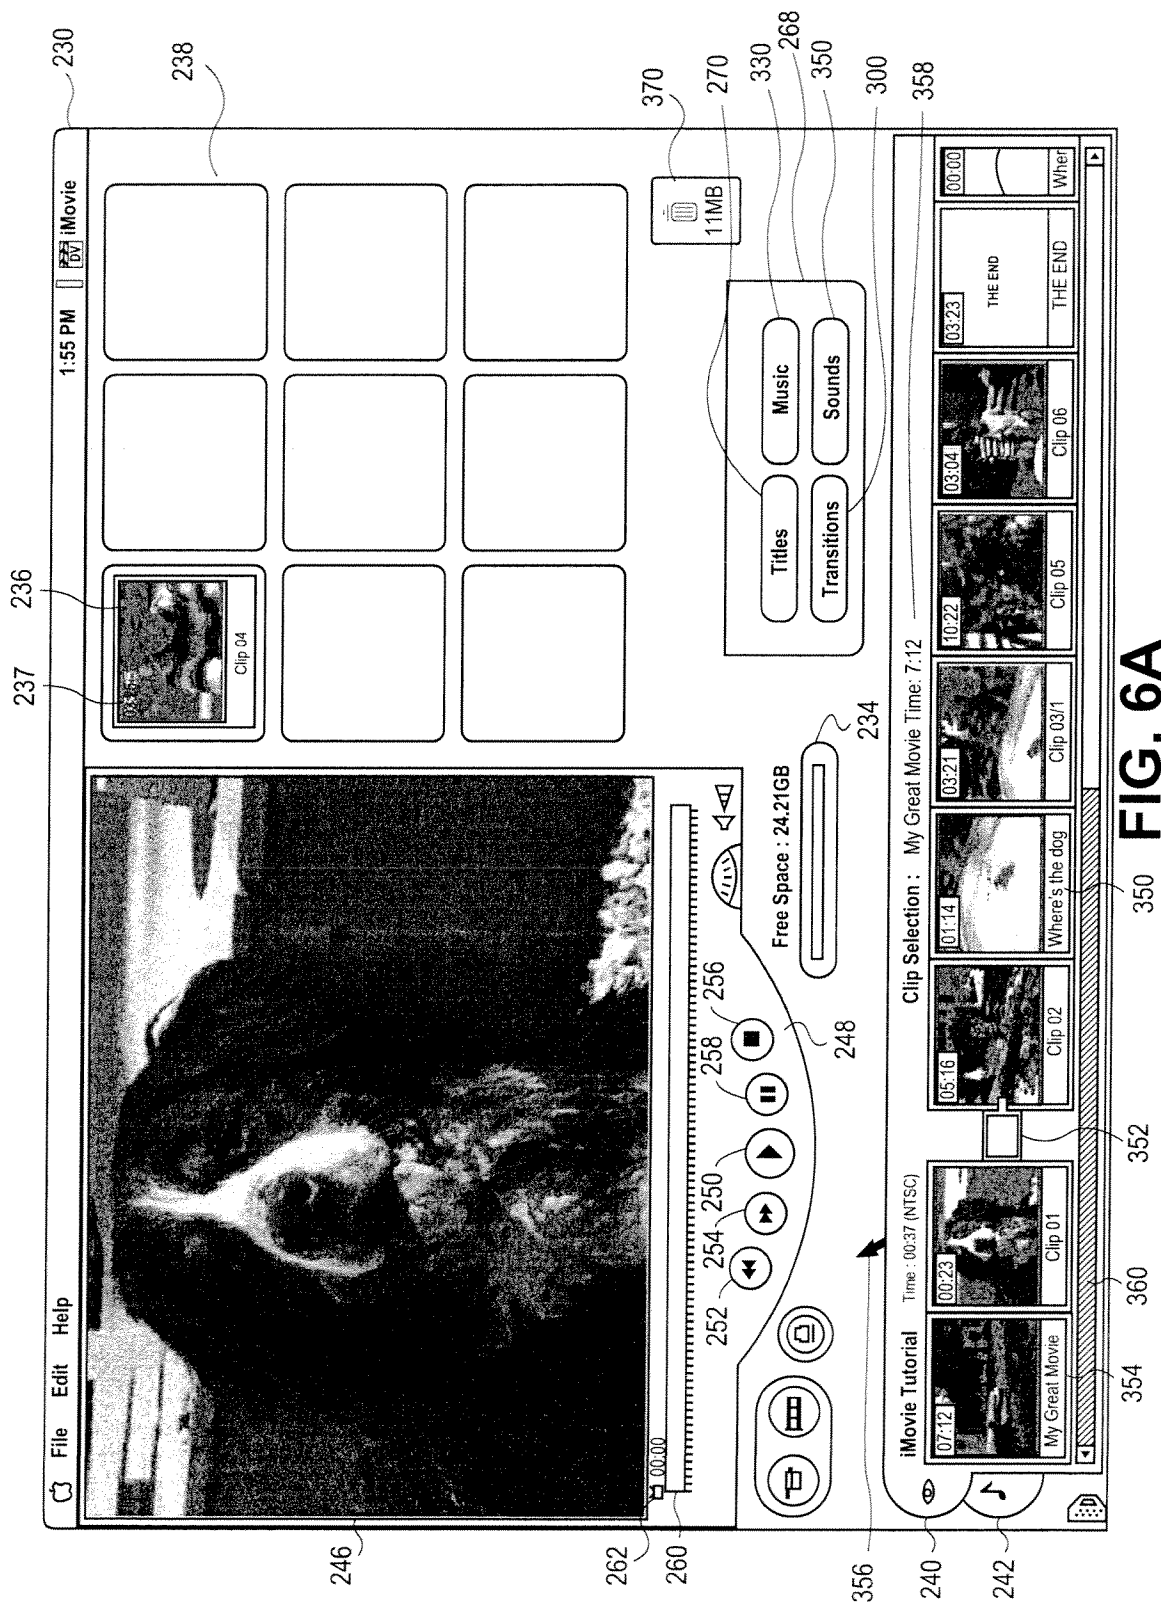 File Edit Help
1:55 PM
DV
iMovie
230
238
236
237
Clip 04
370
11MB
270
330
268
350
300
358
Titles
Music
Transitions
Sounds
246
262
00:00
260
252
254
250
258
256
248
Free Space : 24.21GB
234
356
240
242
iMovie Tutorial
Time : 00:37 (NTSC)
Clip Selection :
My Great Movie Time: 7:12
07:12
My Great Movie
00:23
Clip 01
05:16
Clip 02
01:14
Where's the dog
03:21
Clip 03/1
10:22
Clip 05
03:04
Clip 06
03:23
THE END
THE END
00:00
Wher
354
360
352
350
FIG. 6A